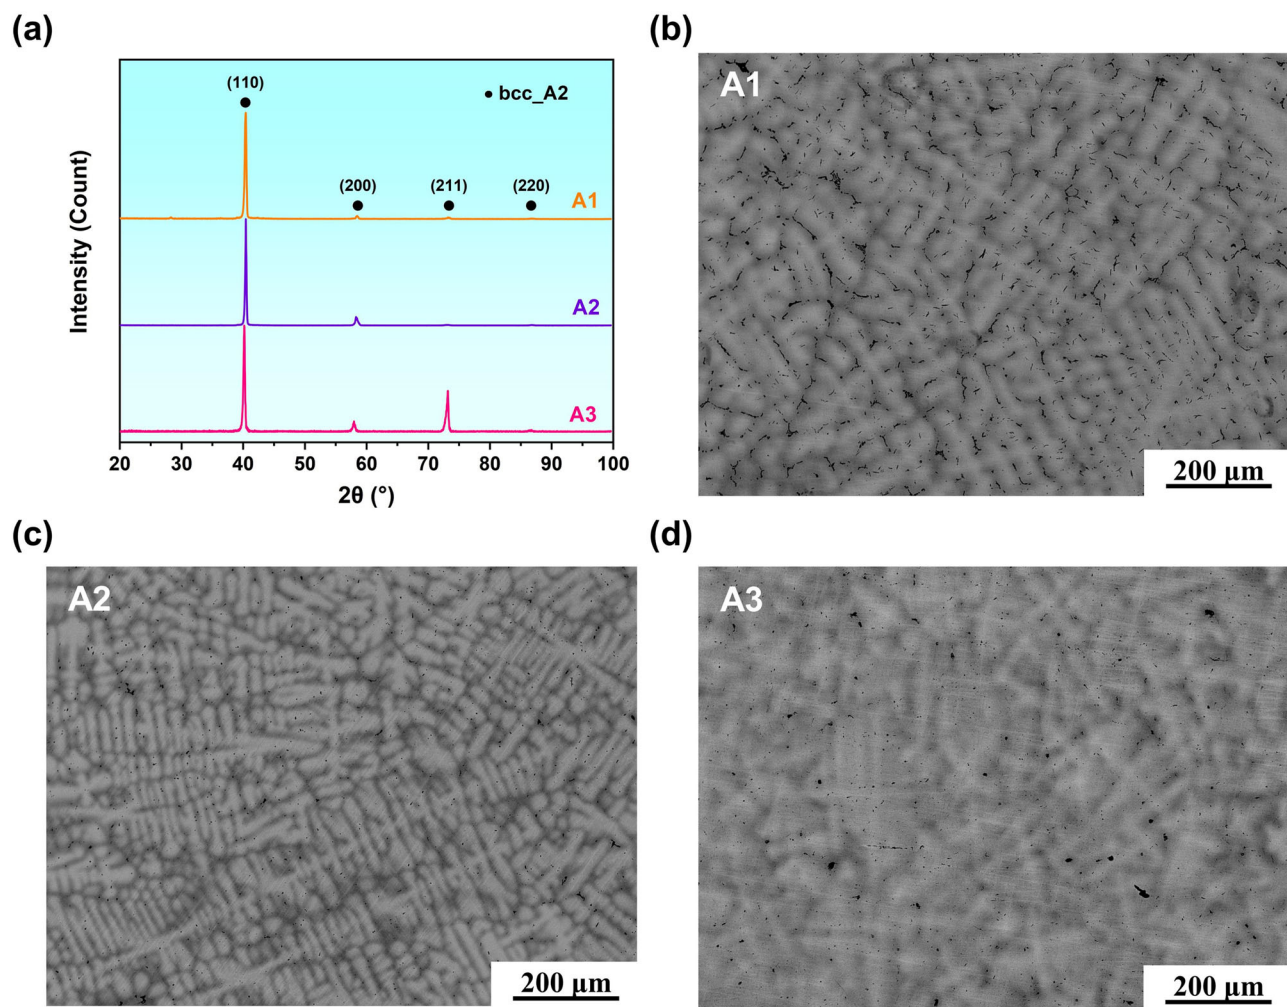 (a)
(110)
● bcc_A2
(200)
(211)
(220)
A1
A2
A3
Intensity (Count)
20 30 40 50 60 70 80 90 100
2θ (°)
(b)
A1
200 μm
(c)
A2
200 μm
(d)
A3
200 μm